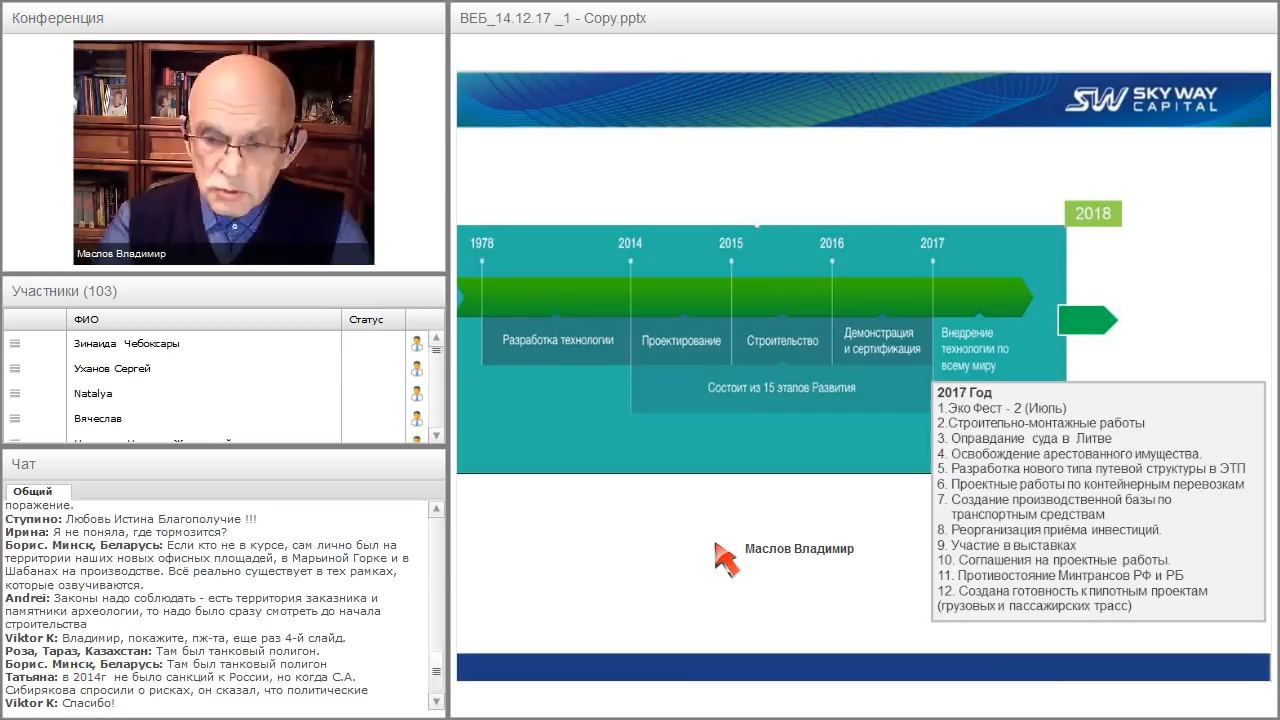 Конференция
Маслов Владимир
Участники (103)
ФИО
Статус
Зинаида Чебоксары
Уханов Сергей
Natalya
Вячеслав
Чат
Общий
поражение.
Ступино: Любовь Истина Благополучие !!!
Ирина: Я не поняла, где тормозится?
Борис. Минск, Беларусь: Если кто не в курсе, сам лично был на
территории наших новых офисных площадей, в Марьиной Горке и в
Шабанах на производстве. Всё реально существует в тех рамках,
которые озвучиваются.
Andrei: Законы надо соблюдать - есть територия заказника и
памятники археологии, то надо было сразу смотреть до начала
строительства
Viktor K: Владимир, покажите, пж-та, еще раз 4-й слайд.
Роза, Тараз, Казахстан: Там был танковый полигон.
Борис. Минск, Беларусь: Там был танковый полигон
Татьяна: в 2014г не было санкций к России, но когда С.А.
Сибирякова спросили о рисках, он сказал, что политические
Viktor K: Спасибо!
ВЕБ_14.12.17 _1 - Copy.pptx
SW SKY WAY
CAPITAL
2018
1978 2014 2015 2016 2017
Разработка технологии
Проектирование
Строительство
Демонстрация
и сертификация
Внедрение
технологии по
всему миру
Состоит из 15 этапов Развития
2017 Год
1.Эко Фест - 2 (Июль)
2.Строительно-монтажные работы
3. Оправдание суда в Литве
4. Освобождение арестованого имущества.
5. Разработка нового типа путевой структуры в ЭТП
6. Проектные работы по контейнерным перевозкам
7. Создание производственной базы по
транспортным средствам
8. Реорганизация приёма инвестиций.
9. Участие в выставках
10. Соглашения на проектные работы.
11. Противостояние Минтрансов РФ и РБ
12. Создана готовность к пипотным проектам
(грузовых и пассажирских трасс)
Маслов Владимир